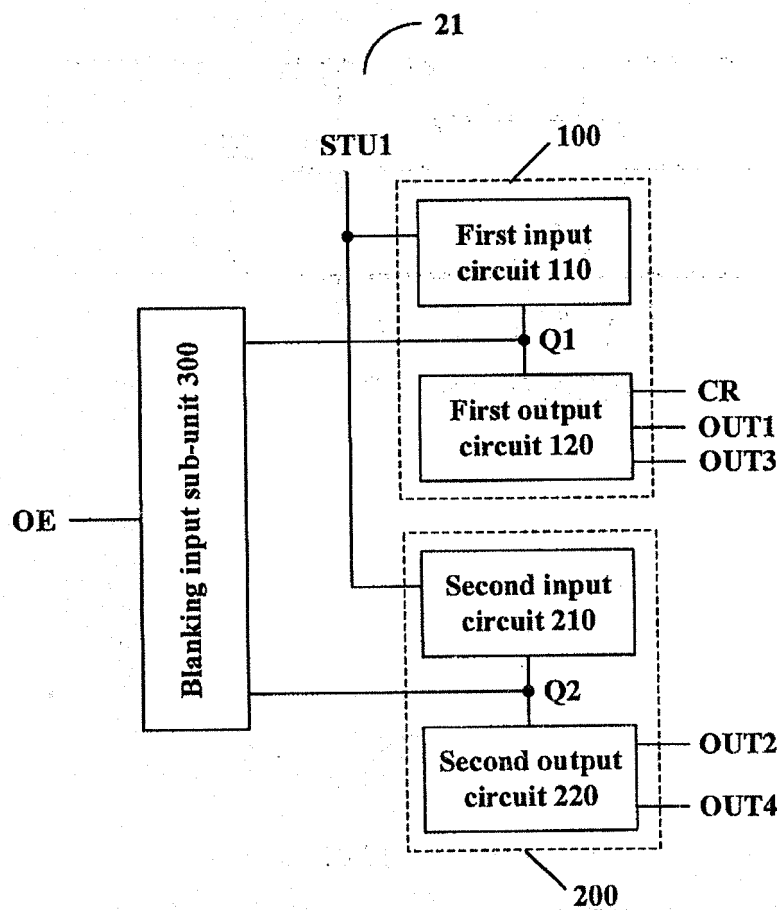 21
STU1
100
First input
circuit 110
Q1
First output
circuit 120
CR
OUT1
OUT3
Blanking input sub-unit 300
OE
Second input
circuit 210
Q2
Second output
circuit 220
OUT2
OUT4
200